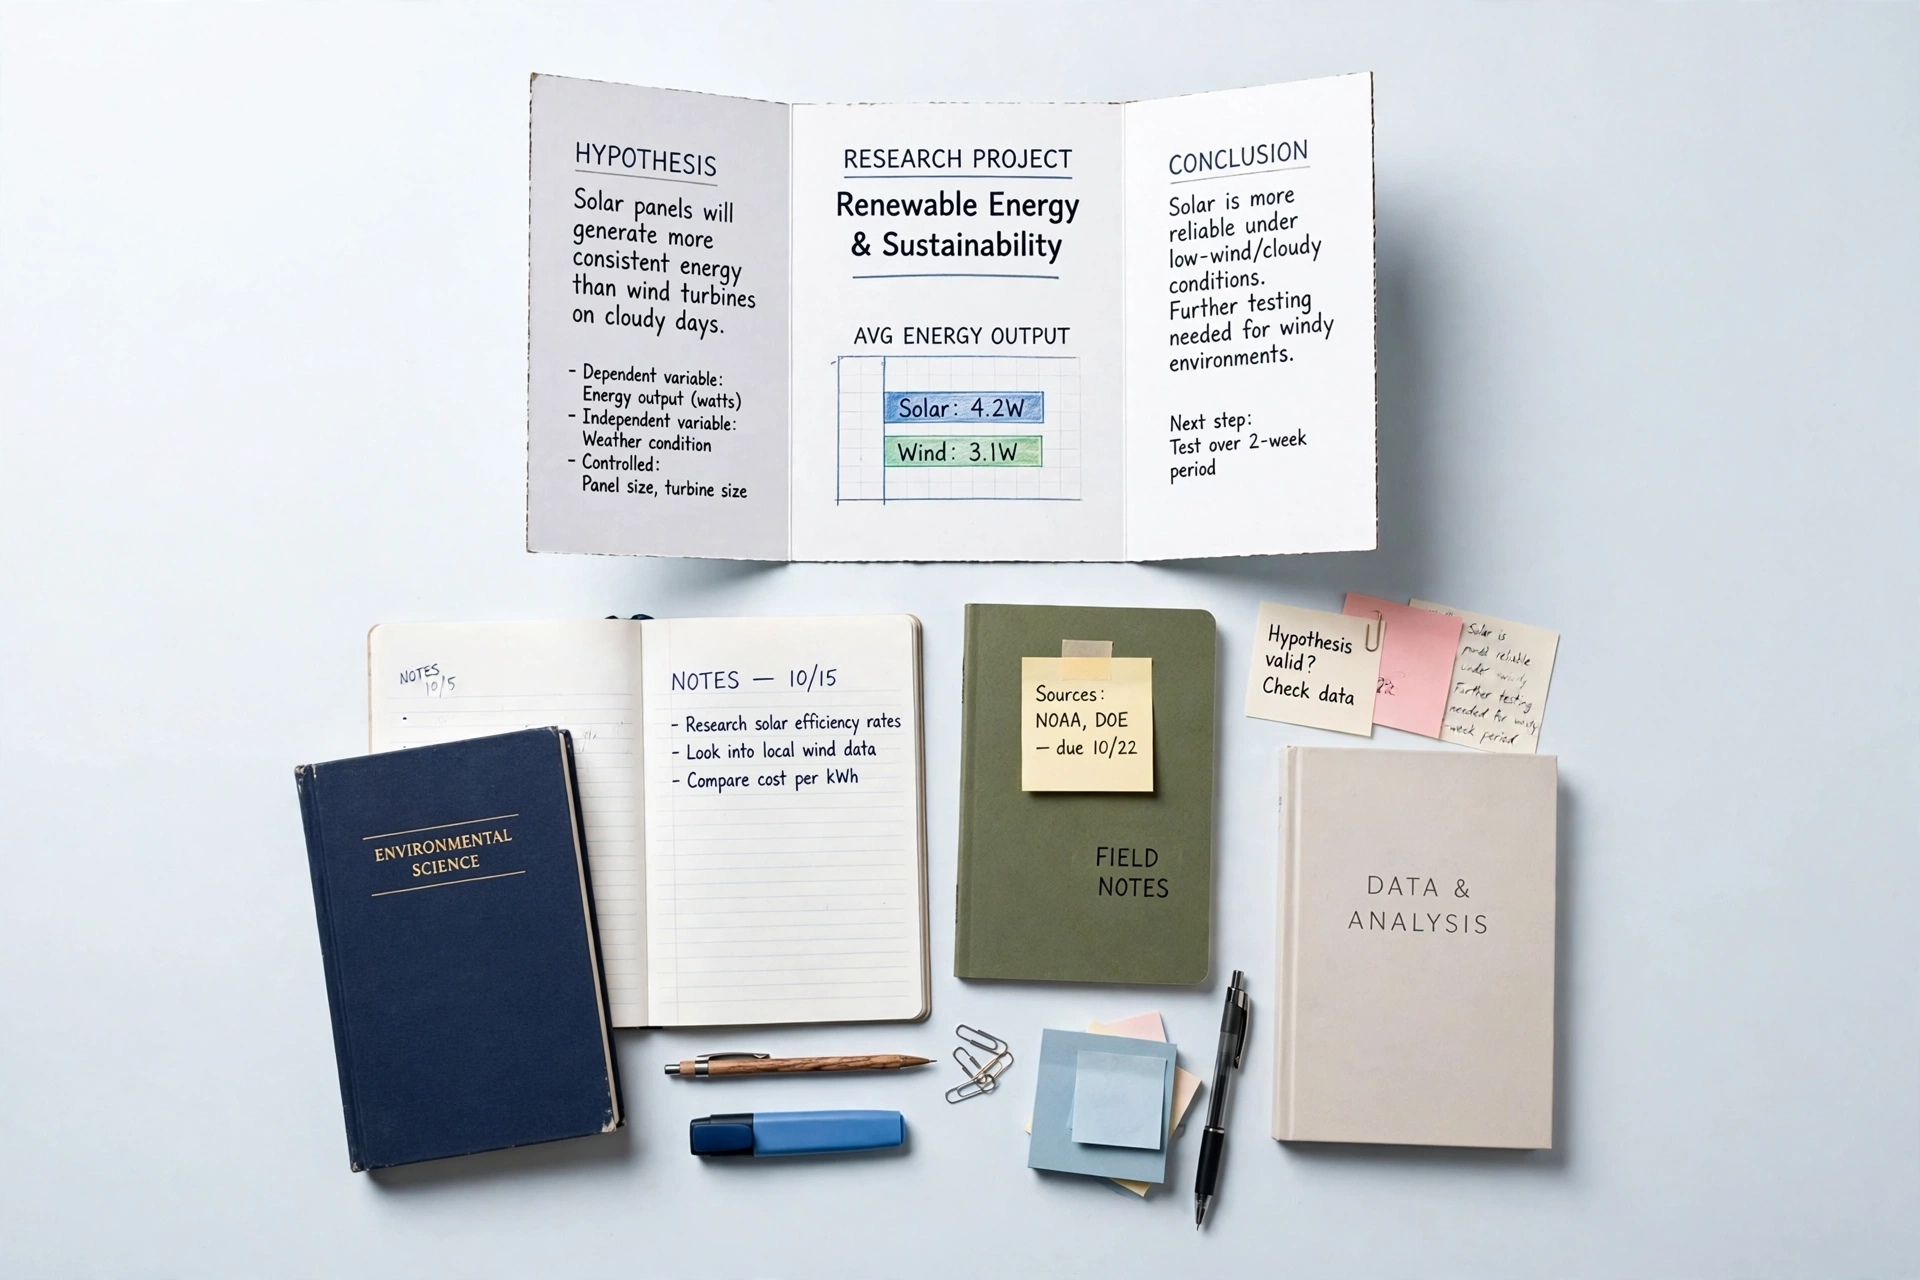 HYPOTHESIS
Solar panels will
generate more
consistent energy
than wind turbines
on cloudy days.
- Dependent variable:
Energy output (watts)
- Independent variable:
Weather condition
- Controlled:
Panel size, turbine size
RESEARCH PROJECT
Renewable Energy
& Sustainability
AVG ENERGY OUTPUT
Solar: 4.2W
Wind: 3.1W
CONCLUSION
Solar is more
reliable under
low-wind/cloudy
conditions.
Further testing
needed for windy
environments.
Next step:
Test over 2-week
period
NOTES
10/15
NOTES — 10/15
- Research solar efficiency rates
- Look into local wind data
- Compare cost per kWh
ENVIRONMENTAL
SCIENCE
Sources:
NOAA, DOE
— due 10/22
FIELD
NOTES
Hypothesis
valid?
Check data
Solar is
Further testing
needed for
week period
DATA &
ANALYSIS